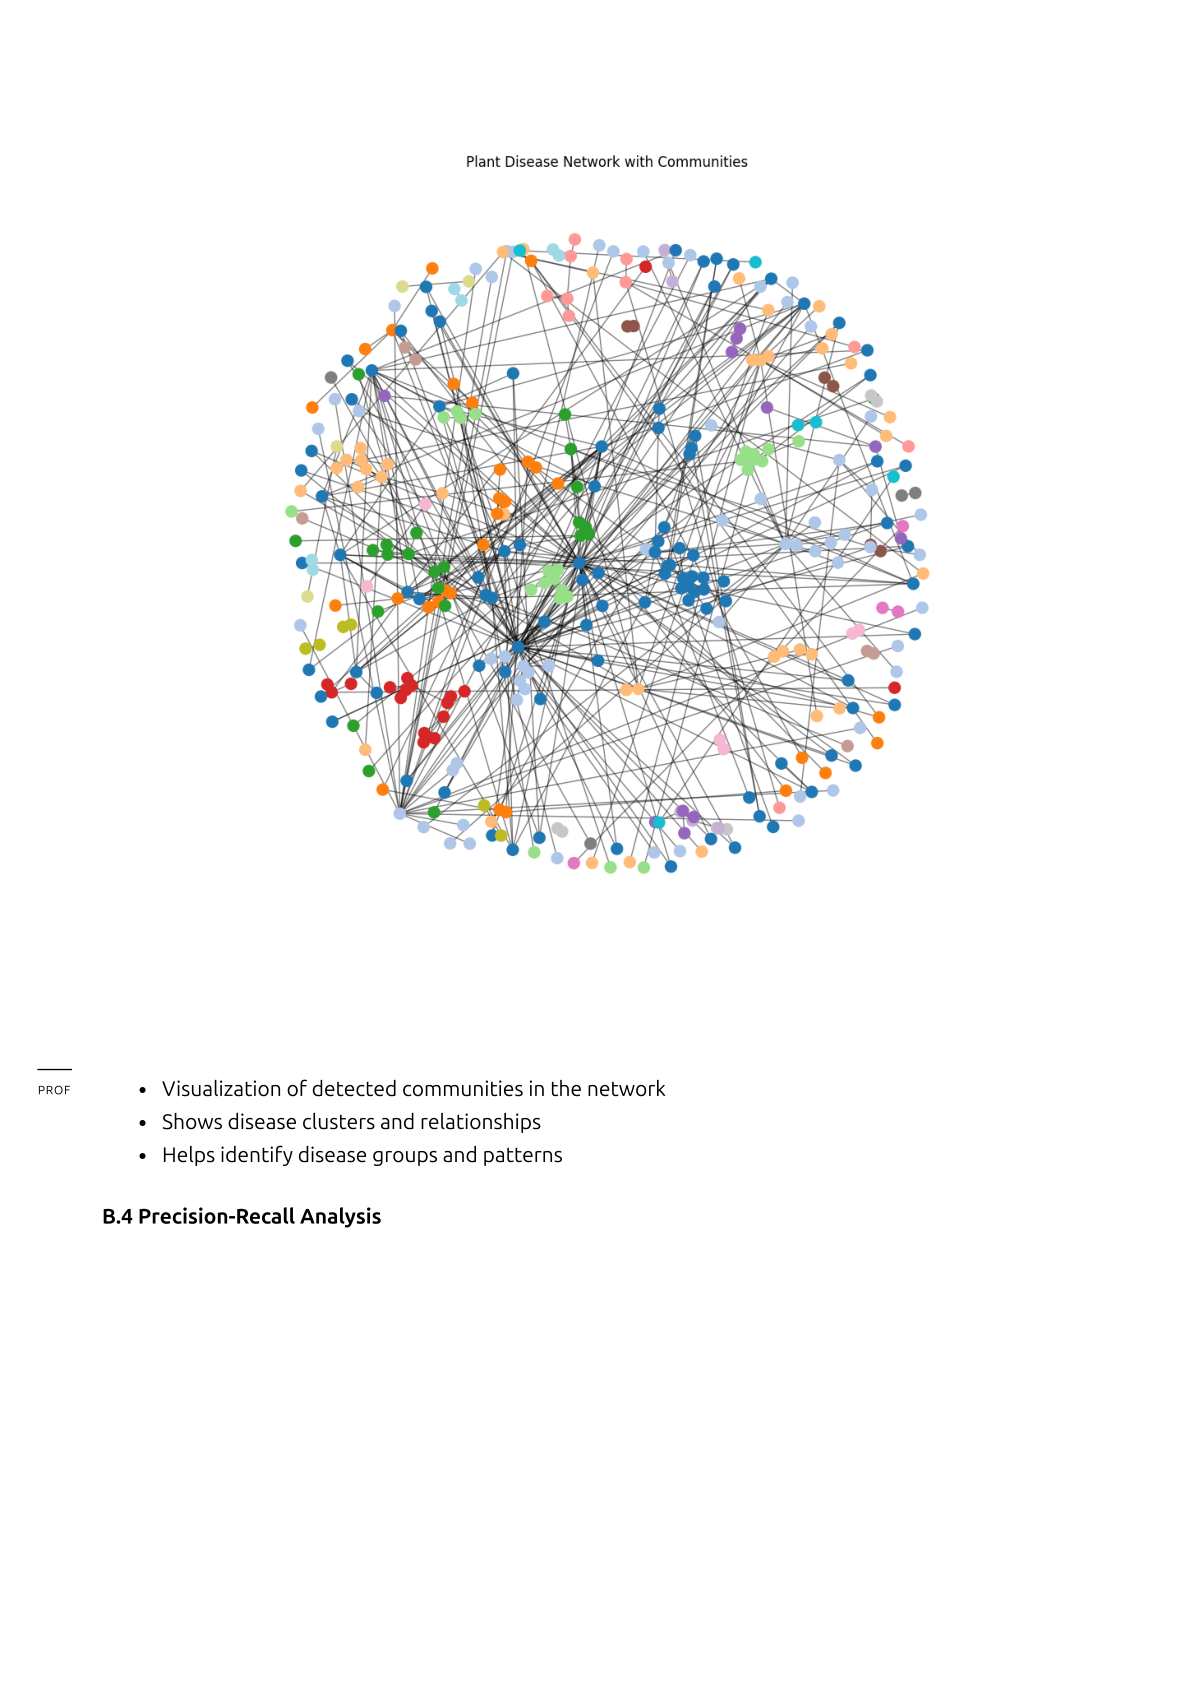 Plant Disease Network with Communities
PROF
• Visualization of detected communities in the network
• Shows disease clusters and relationships
• Helps identify disease groups and patterns
B.4 Precision-Recall Analysis